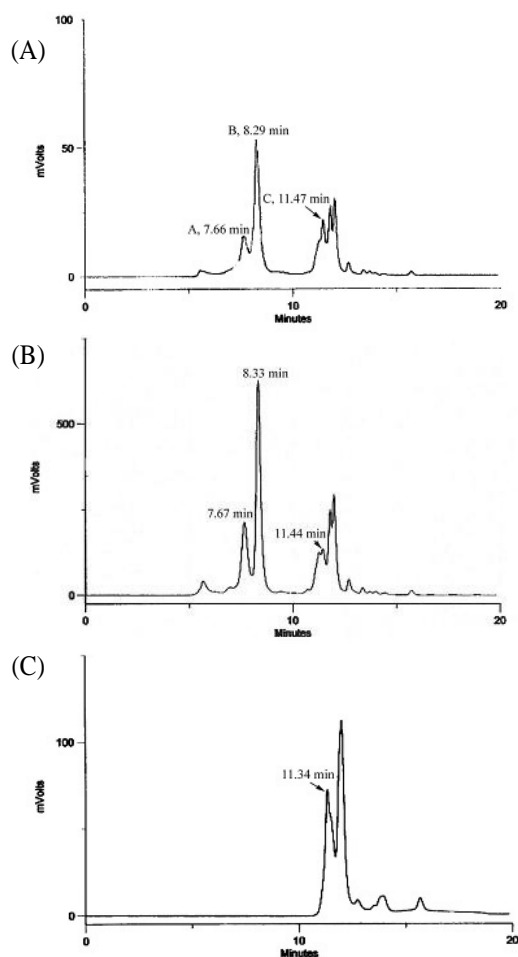 (A)
100
50
0
mVolts
B, 8.29 min
A, 7.66 min
C, 11.47 min
0
10
20
Minutes
(B)
500
0
mVolts
8.33 min
7.67 min
11.44 min
0
10
20
Minutes
(C)
100
0
mVolts
11.34 min
0
10
20
Minutes